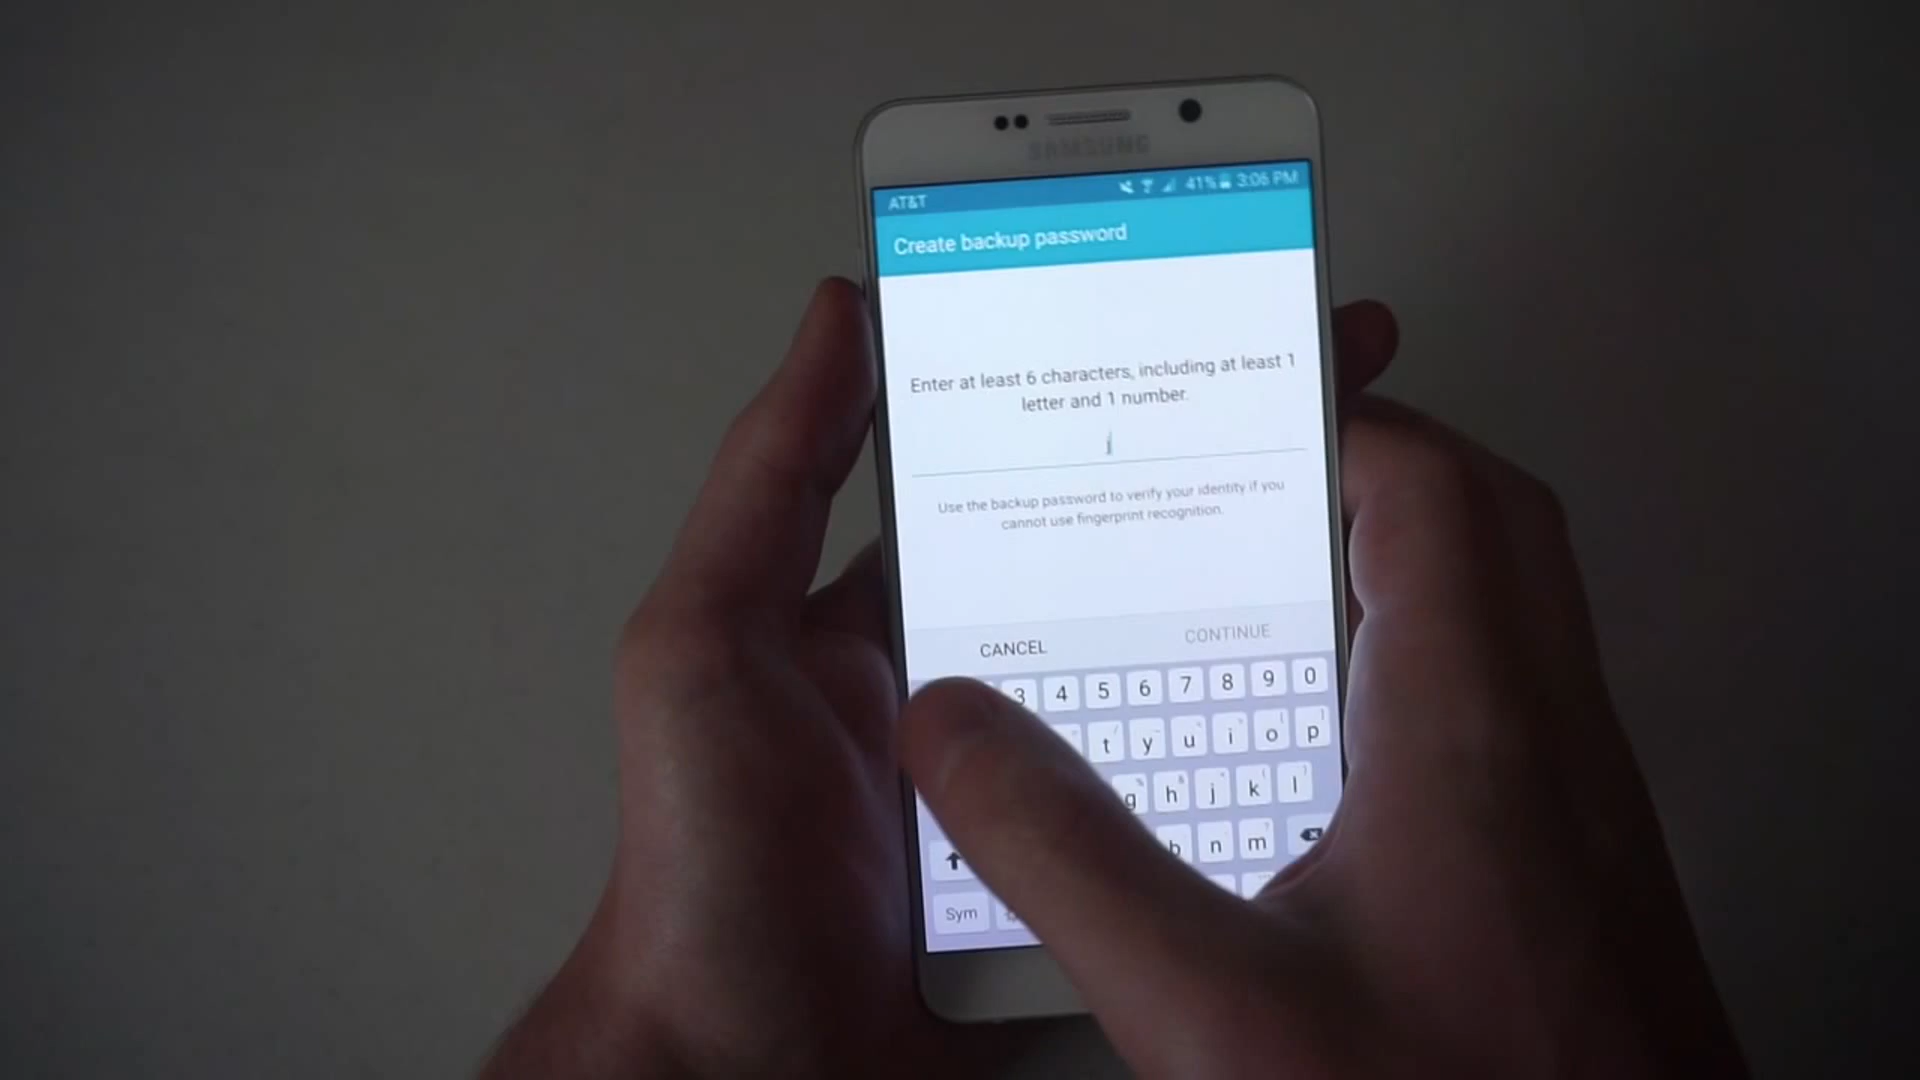 SAMSUNG
AT&T 41% 3:06 PM
Create backup password
Enter at least 6 characters, including at least 1
letter and 1 number.
Use the backup password to verify your identity if you
cannot use fingerprint recognition.
CANCEL CONTINUE
3 4 5 6 7 8 9 0
t y u i o p
g h j k l
b n m
Sym